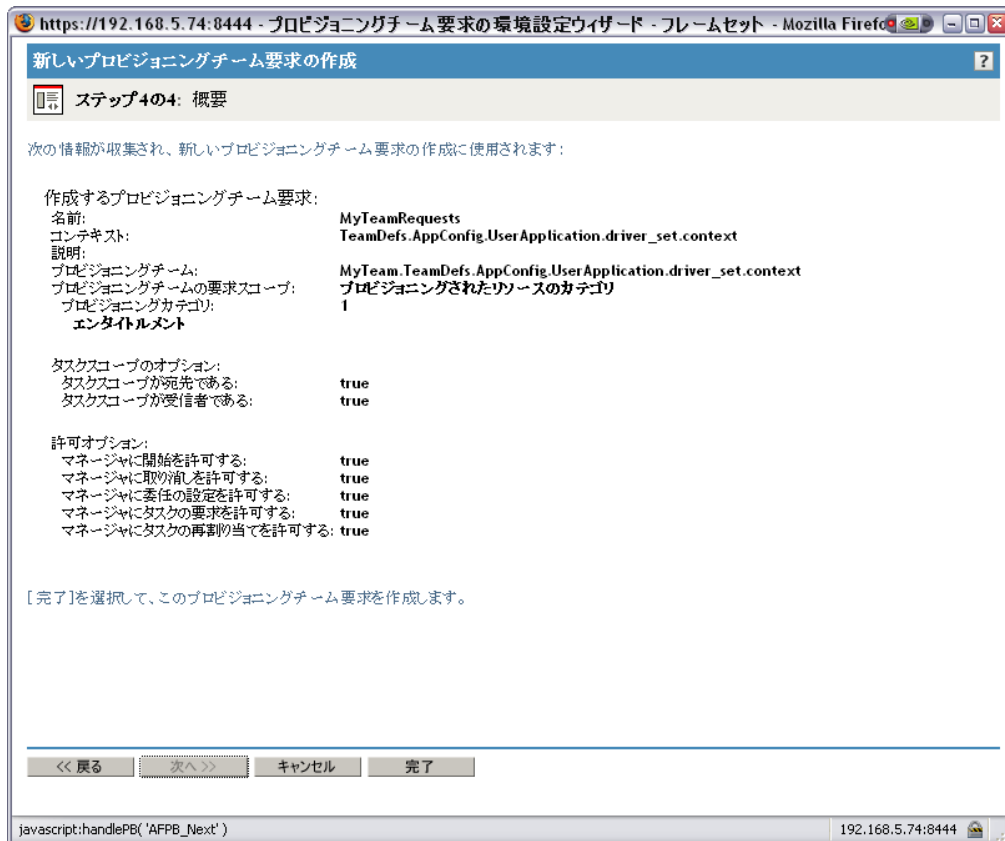 https://192.168.5.74:8444 - プロビジョニングチーム要求の環境設定ウィザード - フレームセット - Mozilla Firefo
新しいプロビジョニングチーム要求の作成
?
ステップ4の4: 概要
次の情報が収集され、新しいプロビジョニングチーム要求の作成に使用されます:
作成するプロビジョニングチーム要求:
名前: MyTeamRequests
コンテキスト: TeamDefs.AppConfig.UserApplication.driver_set.context
説明:
プロビジョニングチーム: MyTeam.TeamDefs.AppConfig.UserApplication.driver_set.context
プロビジョニングチームの要求スコープ: プロビジョニングされたリソースのカテゴリ
プロビジョニングカテゴリ: 1
エンタイトルメント
タスクスコープのオプション:
タスクスコープが宛先である: true
タスクスコープが受信者である: true
許可オプション:
マネージャに開始を許可する: true
マネージャに取り消しを許可する: true
マネージャに委任の設定を許可する: true
マネージャにタスクの要求を許可する: true
マネージャにタスクの再割り当てを許可する: true
[完了]を選択して、このプロビジョニングチーム要求を作成します。
<< 戻る 次へ >> キャンセル 完了
javascript:handlePB( 'AFPB_Next' ) 192.168.5.74:8444